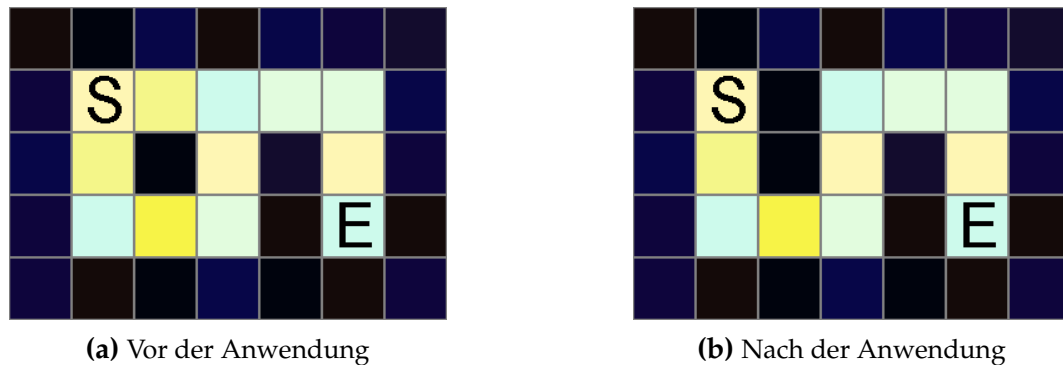 S
E
S
E
(a) Vor der Anwendung
(b) Nach der Anwendung